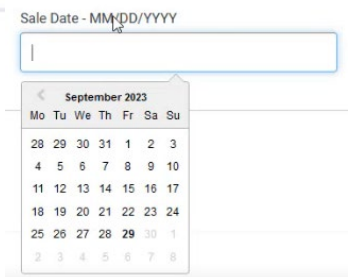 Sale Date - MM/DD/YYYY
September 2023
Mo Tu We Th Fr Sa Su
28 29 30 31 1 2 3
4 5 6 7 8 9 10
11 12 13 14 15 16 17
18 19 20 21 22 23 24
25 26 27 28 29 30 1
2 3 4 5 6 7 8